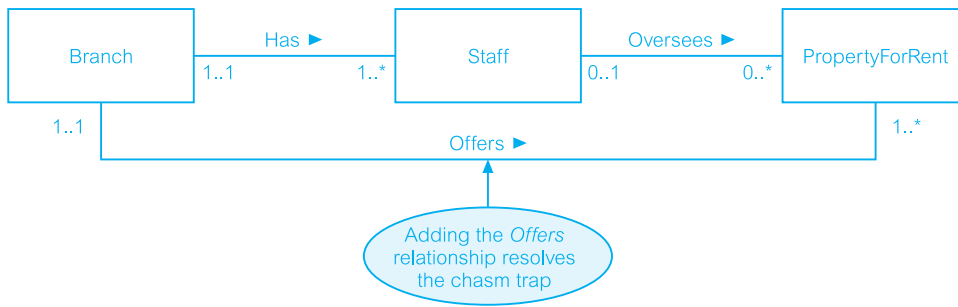 Has ►
Oversees ►
Branch
Staff
PropertyForRent
1..1
1..*
0..1
0..*
1..1
1..*
Offers ►
Adding the Offers
relationship resolves
the chasm trap